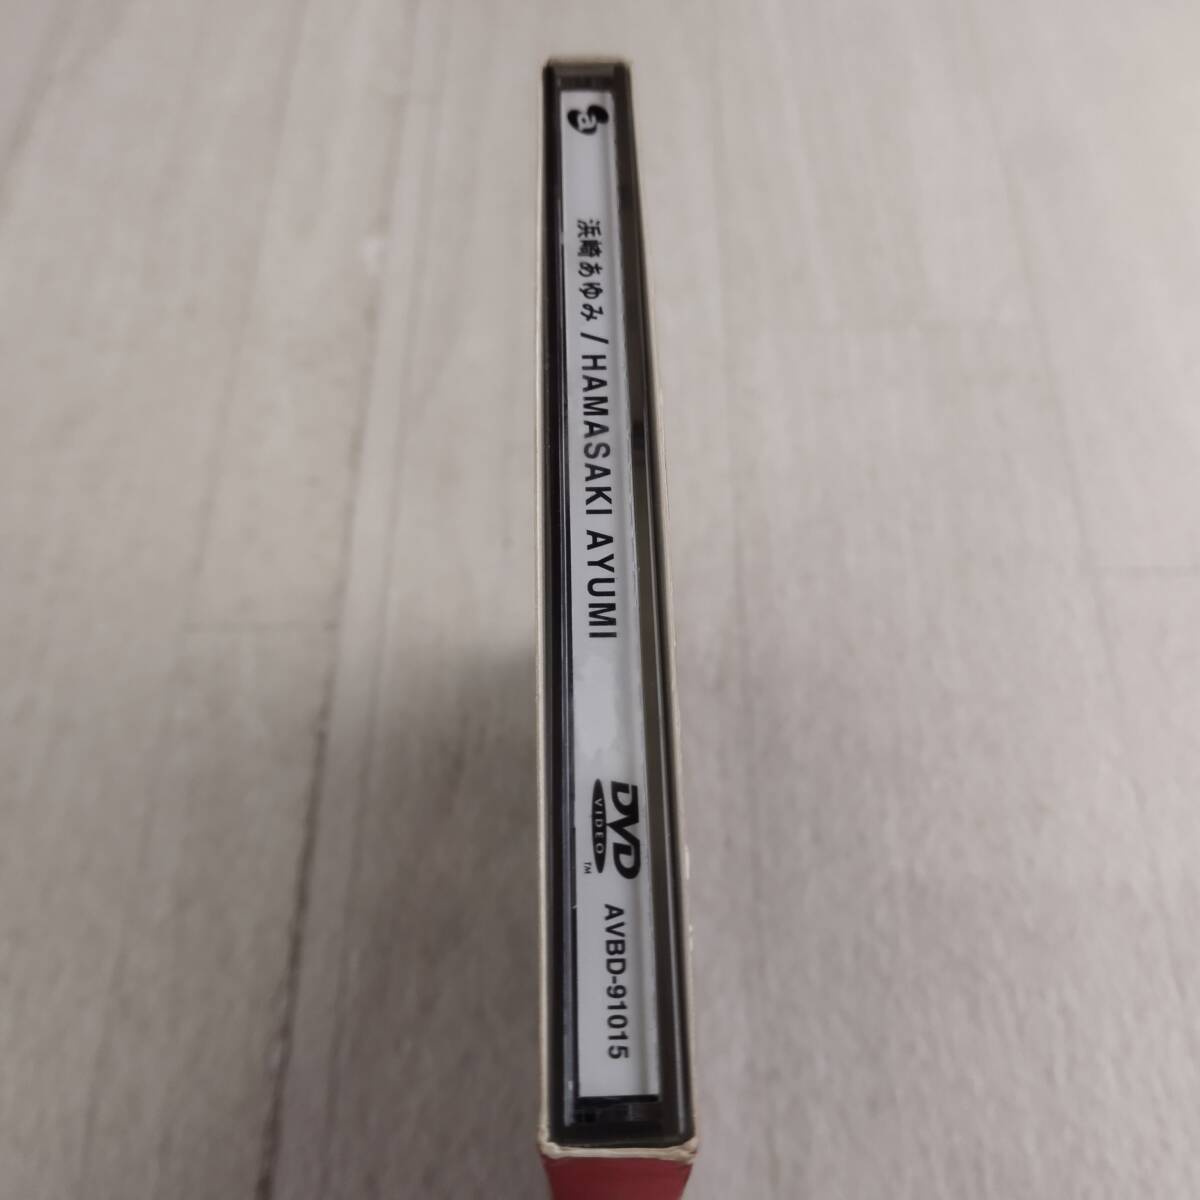 a
浜崎あゆみ / HAMASAKI AYUMI
DVD
VIDEO
TM
AVBD-91015